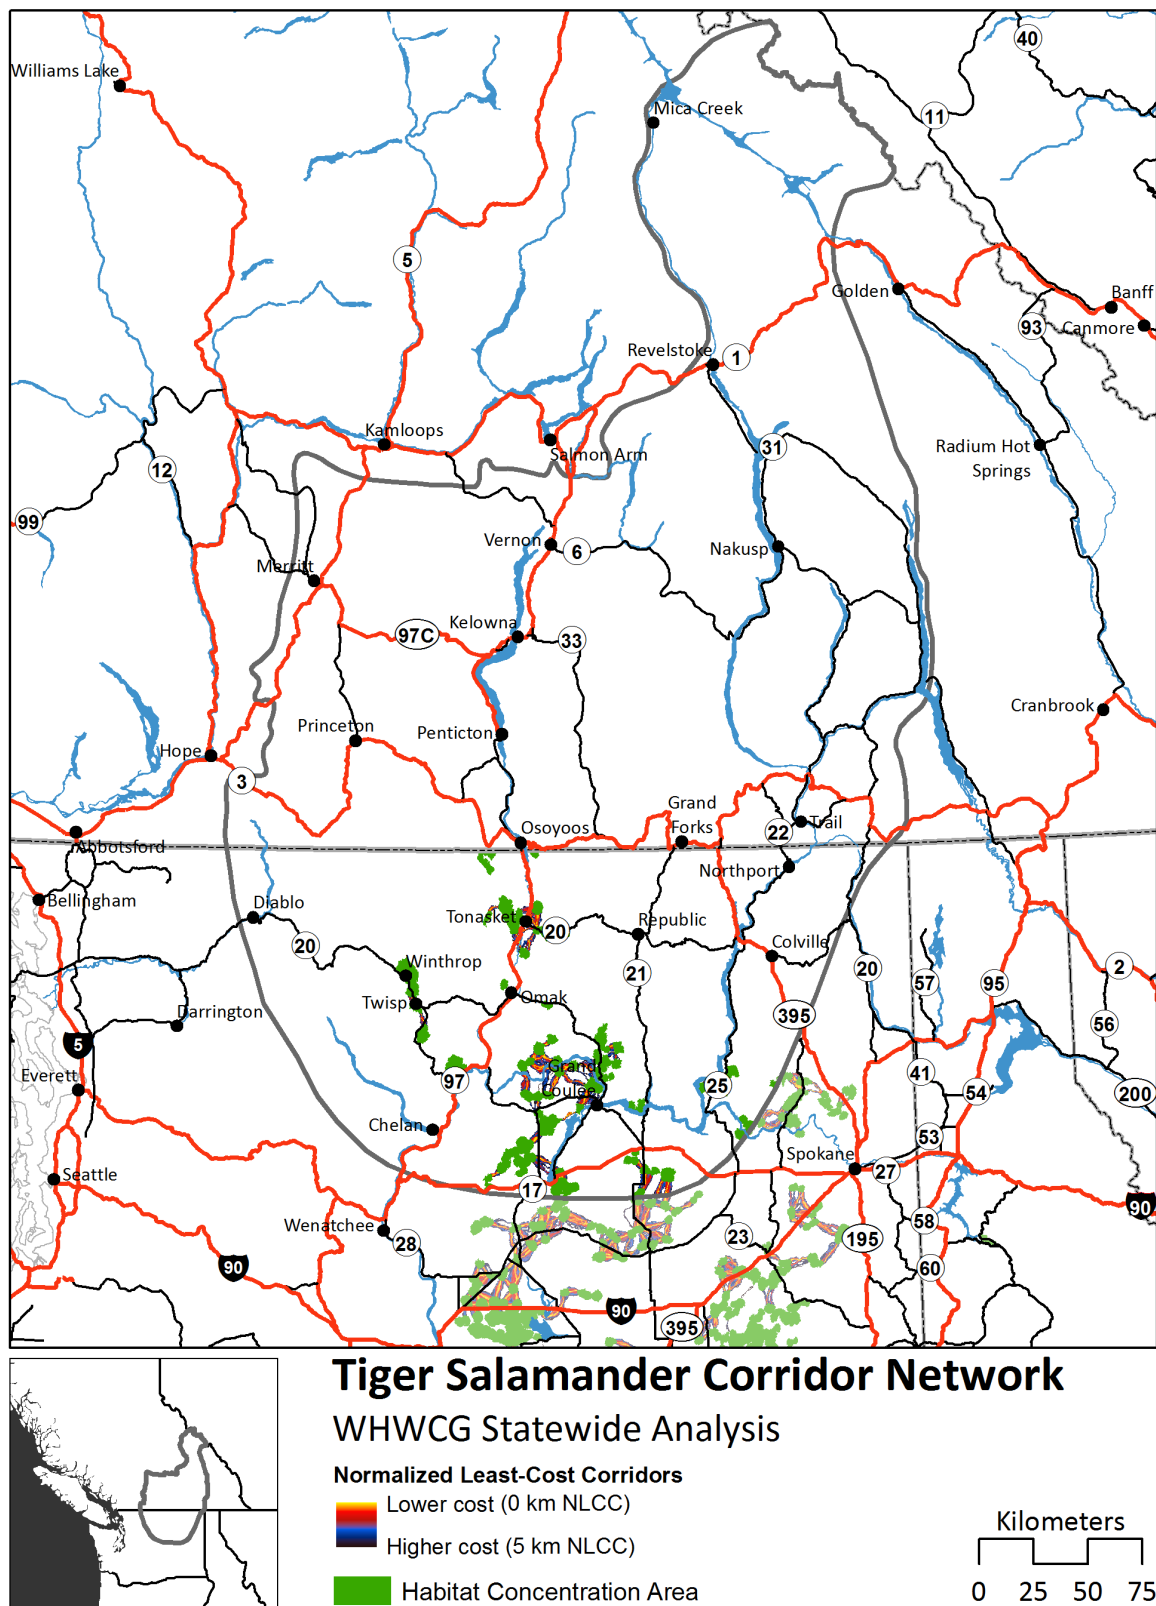 40
Williams Lake
Mica Creek
11
5
Golden
Banff
93
Canmore
Revelstoke
1
Kamloops
Salmon Arm
31
Radium Hot
Springs
12
99
Vernon
6
Nakusp
Merritt
Kelowna
97C
33
Princeton
Penticton
Cranbrook
Hope
3
Grand
Forks
Osoyoos
22
Trail
Abbotsford
Northport
Bellingham
Diablo
Tonasket
20
Republic
20
Colville
Winthrop
21
20
57
95
2
Twisp
Omak
Darrington
395
56
5
Grand
Coulee
Everett
97
25
41
54
200
Chelan
53
Spokane
27
Seattle
17
90
Wenatchee
28
23
195
58
90
60
90
395
Tiger Salamander Corridor Network
WHWCG Statewide Analysis
Normalized Least-Cost Corridors
Lower cost (0 km NLCC)
Higher cost (5 km NLCC)
Habitat Concentration Area
Kilometers
0 25 50 75